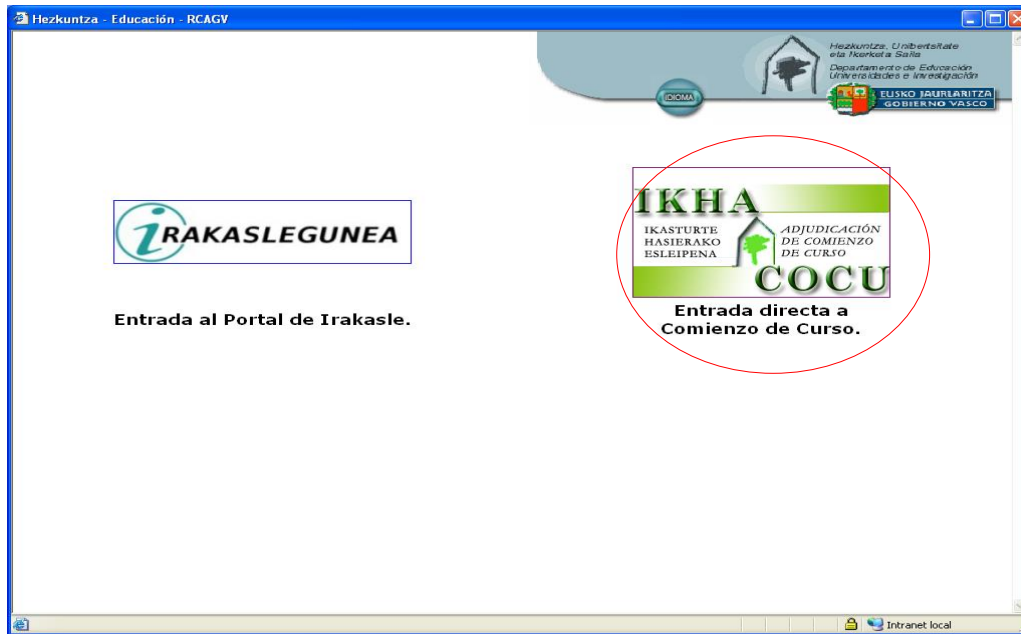 Hezkuntza - Educación - RCAGV
Hezkuntza, Unibertsitate
eta Ikerketa Saila
Departamento de Educación
Universidades e Investigación
IDIOMA
EUSKO JAURLARITZA
GOBIERNO VASCO
iRAKASLEGUNEA
Entrada al Portal de Irakasle.
IKHA
IKASTURTE
HASIERAKO
ESLEIPENA
ADJUDICACIÓN
DE COMIENZO
DE CURSO
COCU
Entrada directa a
Comienzo de Curso.
Intranet local